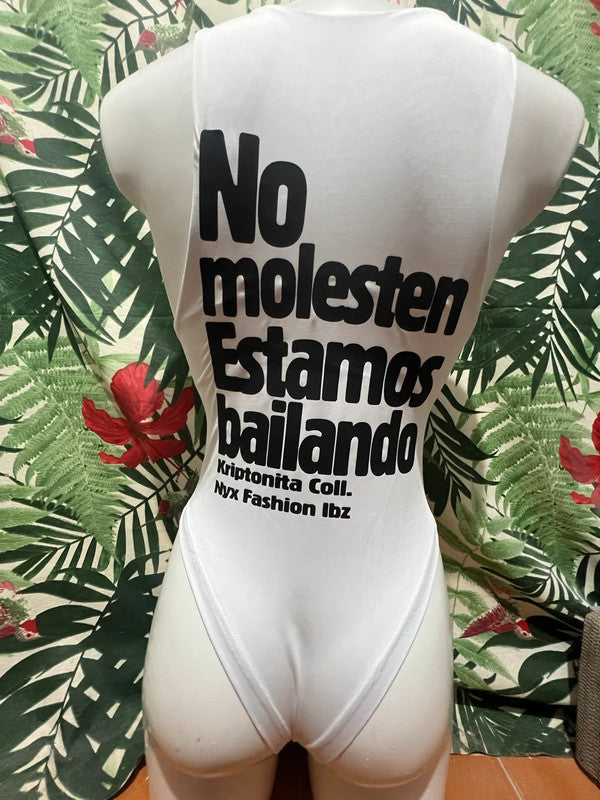 No
molesten
Estamos
bailando
Kriptonita Coll.
Nyx Fashion Ibz